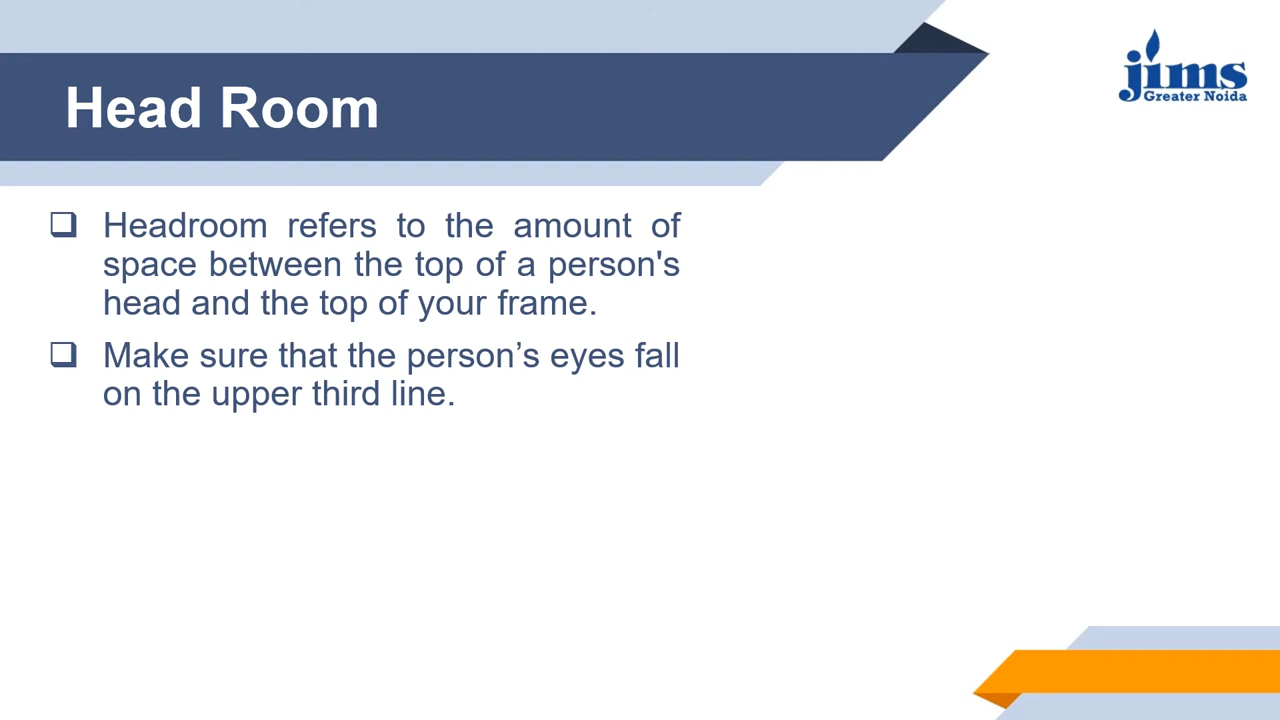 Head Room
jims
Greater Noida
❑ Headroom refers to the amount of
space between the top of a person's
head and the top of your frame.
❑ Make sure that the person’s eyes fall
on the upper third line.